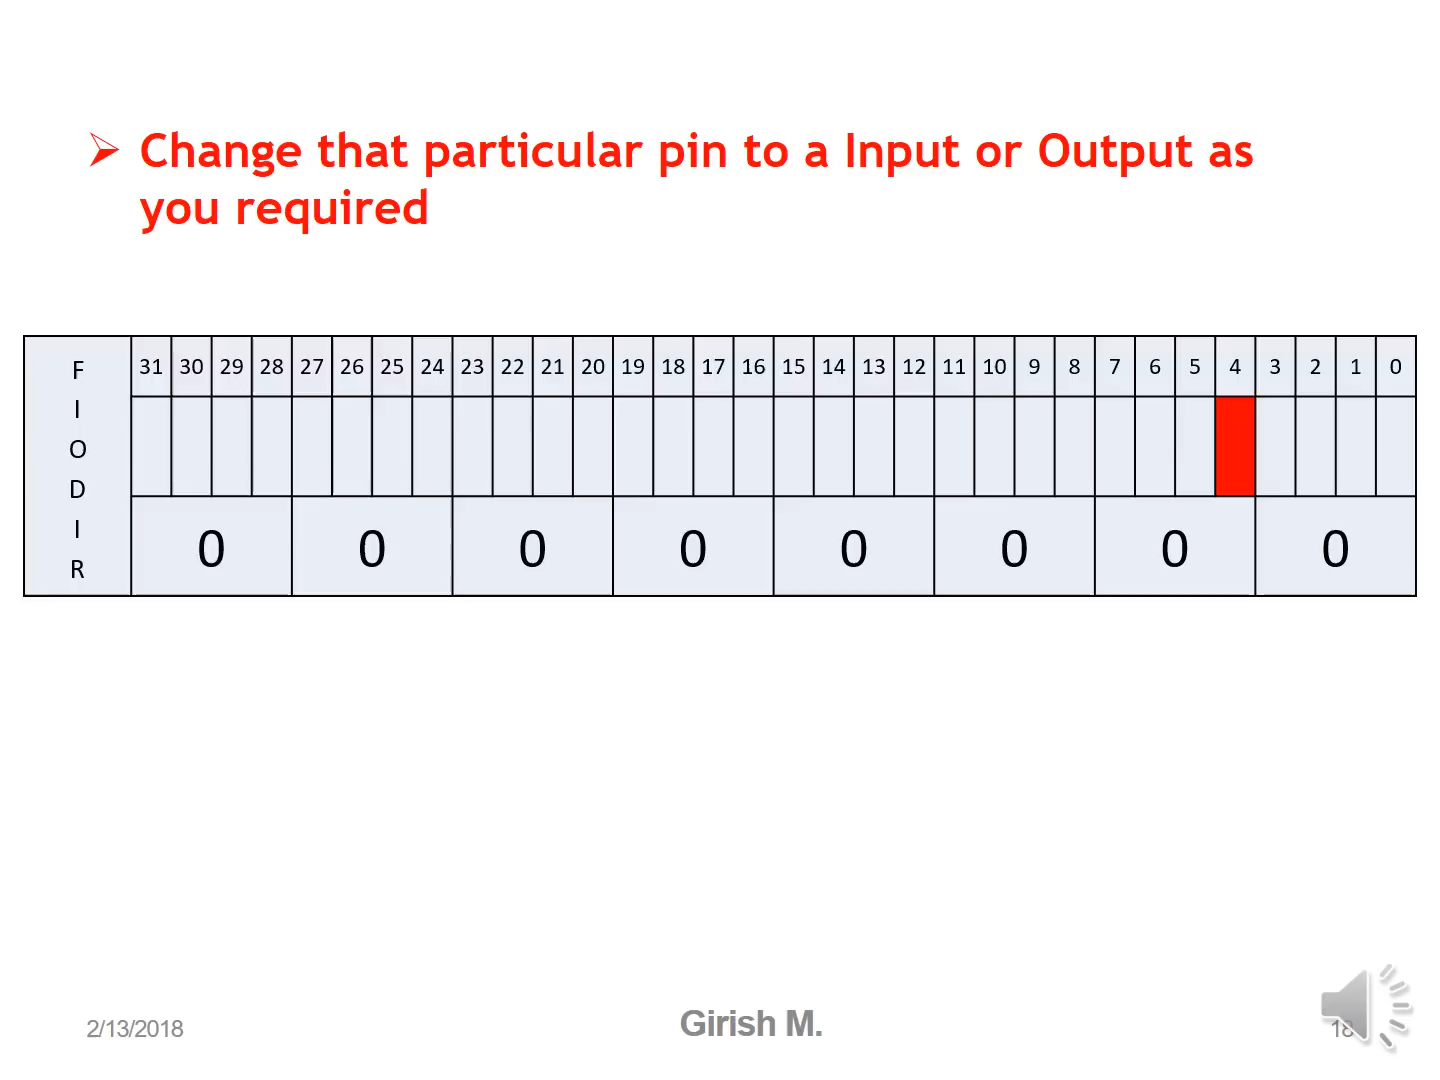 Change that particular pin to a Input or Output as
you required
F I O D I R
31 30 29 28 27 26 25 24 23 22 21 20 19 18 17 16 15 14 13 12 11 10 9 8 7 6 5 4 3 2 1 0
0 0 0 0 0 0 0 0
2/13/2018
Girish M.
18